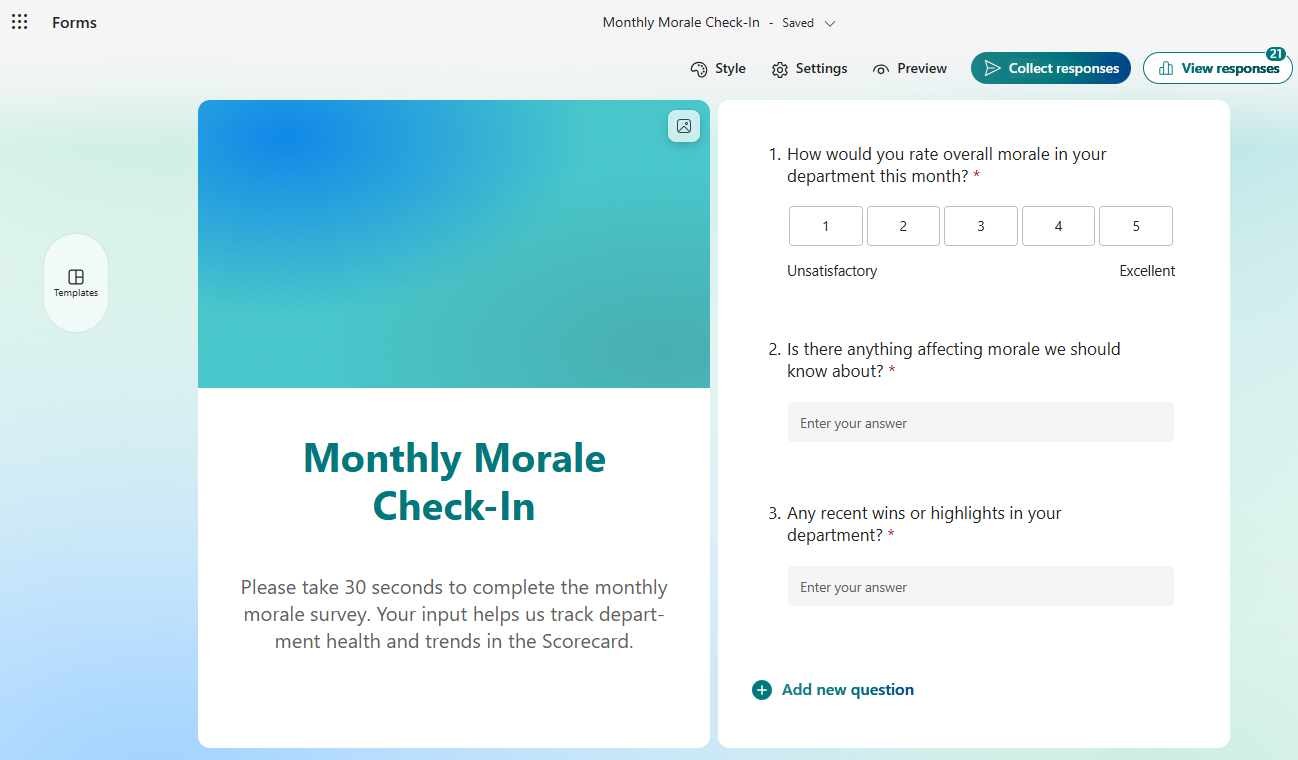 Forms
Monthly Morale Check-In - Saved
Style
Settings
Preview
Collect responses
View responses
21
Templates
Monthly Morale
Check-In
Please take 30 seconds to complete the monthly
morale survey. Your input helps us track depart-
ment health and trends in the Scorecard.
1. How would you rate overall morale in your
department this month? *
1 2 3 4 5
Unsatisfactory Excellent
2. Is there anything affecting morale we should
know about? *
Enter your answer
3. Any recent wins or highlights in your
department? *
Enter your answer
Add new question